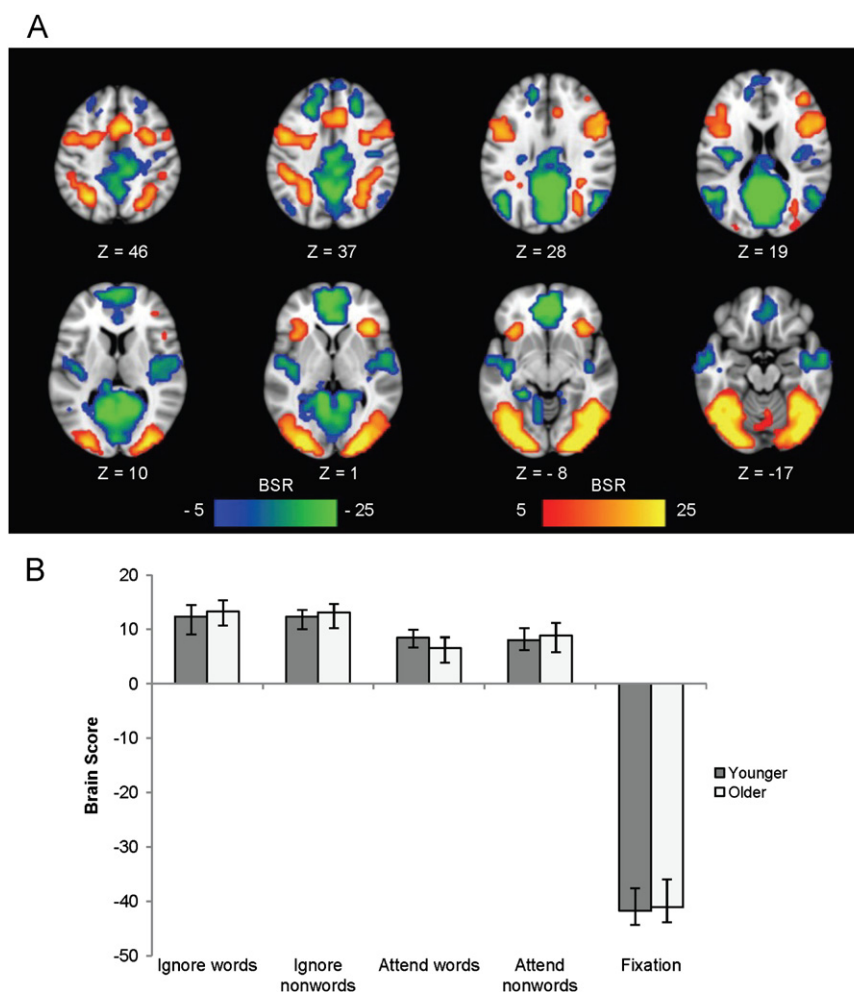 A
Z = 46
Z = 37
Z = 28
Z = 19
Z = 10
Z = 1
Z = - 8
Z = -17
BSR
- 5
- 25
BSR
5
25
B
20
10
0
-10
-20
-30
-40
-50
Brain Score
Younger
Older
Ignore words
Ignore
nonwords
Attend words
Attend
nonwords
Fixation